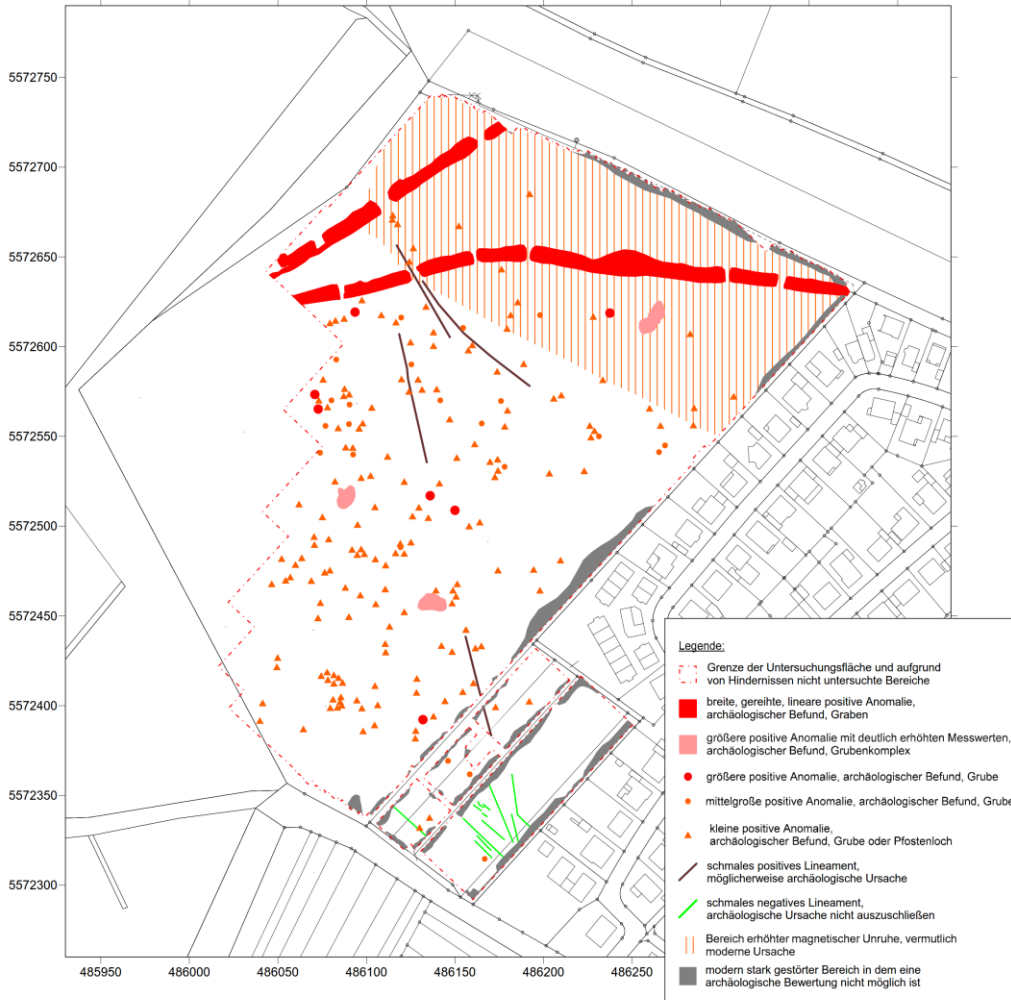 5572750
5572700
5572650
5572600
5572550
5572500
5572450
5572400
5572350
5572300
485950
486000
486050
486100
486150
486200
486250
Legende:
Grenze der Untersuchungsfläche und aufgrund
von Hindernissen nicht untersuchte Bereiche
breite, gereihte, lineare positive Anomalie,
archäologischer Befund, Graben
größere positive Anomalie mit deutlich erhöhten Messwerten,
archäologischer Befund, Grubenkomplex
größere positive Anomalie, archäologischer Befund, Grube
mittelgroße positive Anomalie, archäologischer Befund, Grube
kleine positive Anomalie,
archäologischer Befund, Grube oder Pfostenloch
schmales positives Lineament,
möglicherweise archäologische Ursache
schmales negatives Lineament,
archäologische Ursache nicht auszuschließen
Bereich erhöhter magnetischer Unruhe, vermutlich
moderne Ursache
modern stark gestörter Bereich in dem eine
archäologische Bewertung nicht möglich ist